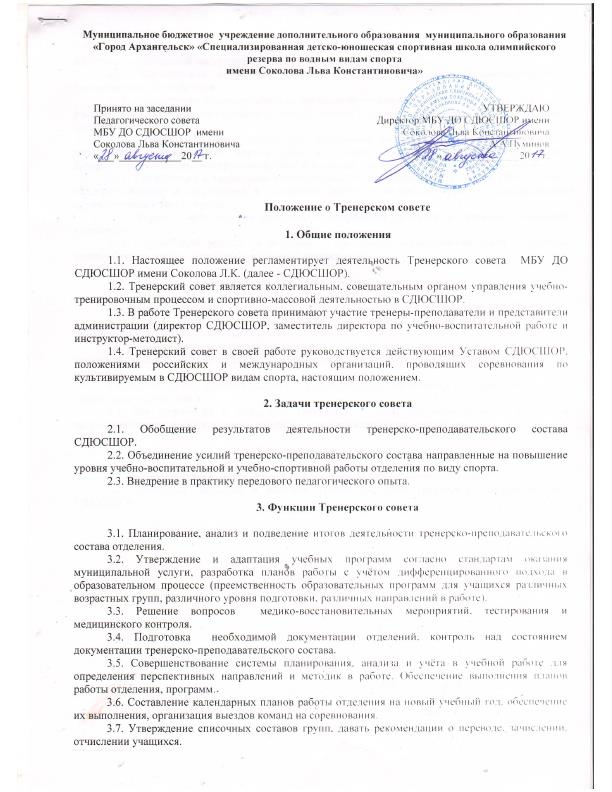 Муниципальное бюджетное учреждение дополнительного образования муниципального образования
«Город Архангельск» «Специализированная детско-юношеская спортивная школа олимпийского
резерва по водным видам спорта
имени Соколова Льва Константиновича»
Принято на заседании
Педагогического совета
МБУ ДО СДЮСШОР имени
Соколова Льва Константиновича
«28» августа 2017 г.
УТВЕРЖДАЮ
Директор МБУ ДО СДЮСШОР имени
Соколова Льва Константиновича
Х.А.Пуминов
«28» августа 2017г.
Положение о Тренерском совете
1. Общие положения
1.1. Настоящее положение регламентирует деятельность Тренерского совета МБУ ДО
СДЮСШОР имени Соколова Л.К. (далее - СДЮСШОР).
1.2. Тренерский совет является коллегиальным, совещательным органом управления учебно-
тренировочным процессом и спортивно-массовой деятельностью в СДЮСШОР.
1.3. В работе Тренерского совета принимают участие тренеры-преподаватели и представители
администрации (директор СДЮСШОР, заместитель директора по учебно-воспитательной работе и
инструктор-методист).
1.4. Тренерский совет в своей работе руководствуется действующим Уставом СДЮСШОР,
положениями российских и международных организаций, проводящих соревнования по
культивируемым в СДЮСШОР видам спорта, настоящим положением.
2. Задачи тренерского совета
2.1. Обобщение результатов деятельности тренерско-преподавательского состава
СДЮСШОР.
2.2. Объединение усилий тренерско-преподавательского состава направленные на повышение
уровня учебно-воспитательной и учебно-спортивной работы отделения по виду спорта.
2.3. Внедрение в практику передового педагогического опыта.
3. Функции Тренерского совета
3.1. Планирование, анализ и подведение итогов деятельности тренерско-преподавательского
состава отделения.
3.2. Утверждение и адаптация учебных программ согласно стандартам оказания
муниципальной услуги, разработка планов работы с учётом дифференцированного подхода в
образовательном процессе (преемственность образовательных программ для учащихся различных
возрастных групп, различного уровня подготовки, различных направлений в работе).
3.3. Решение вопросов медико-восстановительных мероприятий, тестирования и
медицинского контроля.
3.4. Подготовка необходимой документации отделений, контроль над состоянием
документации тренерско-преподавательского состава.
3.5. Совершенствование системы планирования, анализа и учёта в учебной работе для
определения перспективных направлений и методик в работе. Обеспечение выполнения планов
работы отделения, программ.
3.6. Составление календарных планов работы отделения на новый учебный год, обеспечение
их выполнения, организация выездов команд на соревнования.
3.7. Утверждение списочных составов групп, давать рекомендации о переводе, зачислении,
отчислении учащихся.